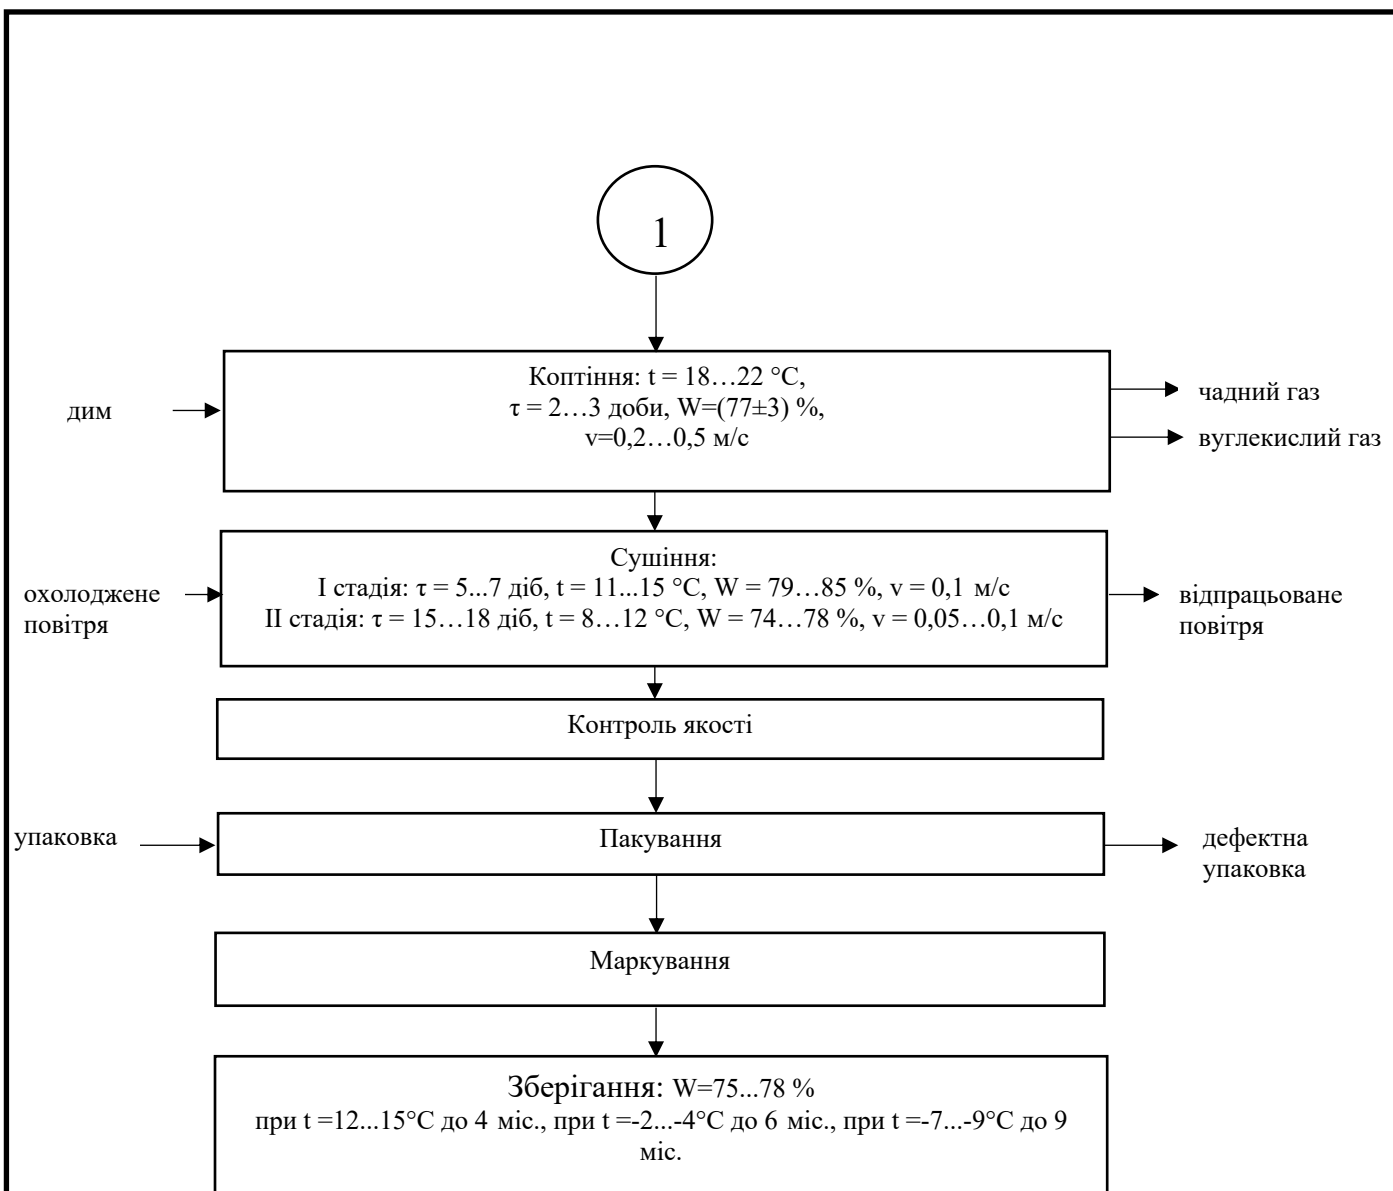 1
Коптіння: t = 18…22 °С,
τ = 2…3 доби, W=(77±3) %,
v=0,2…0,5 м/с
дим
чадний газ
вуглекислий газ
Сушіння:
І стадія: τ = 5...7 діб, t = 11...15 °С, W = 79…85 %, v = 0,1 м/с
ІІ стадія: τ = 15…18 діб, t = 8…12 °С, W = 74…78 %, v = 0,05…0,1 м/с
охолоджене
повітря
відпрацьоване
повітря
Контроль якості
упаковка
Пакування
дефектна
упаковка
Маркування
Зберігання: W=75...78 %
при t =12...15°С до 4 міс., при t =-2...-4°С до 6 міс., при t =-7...-9°С до 9
міс.